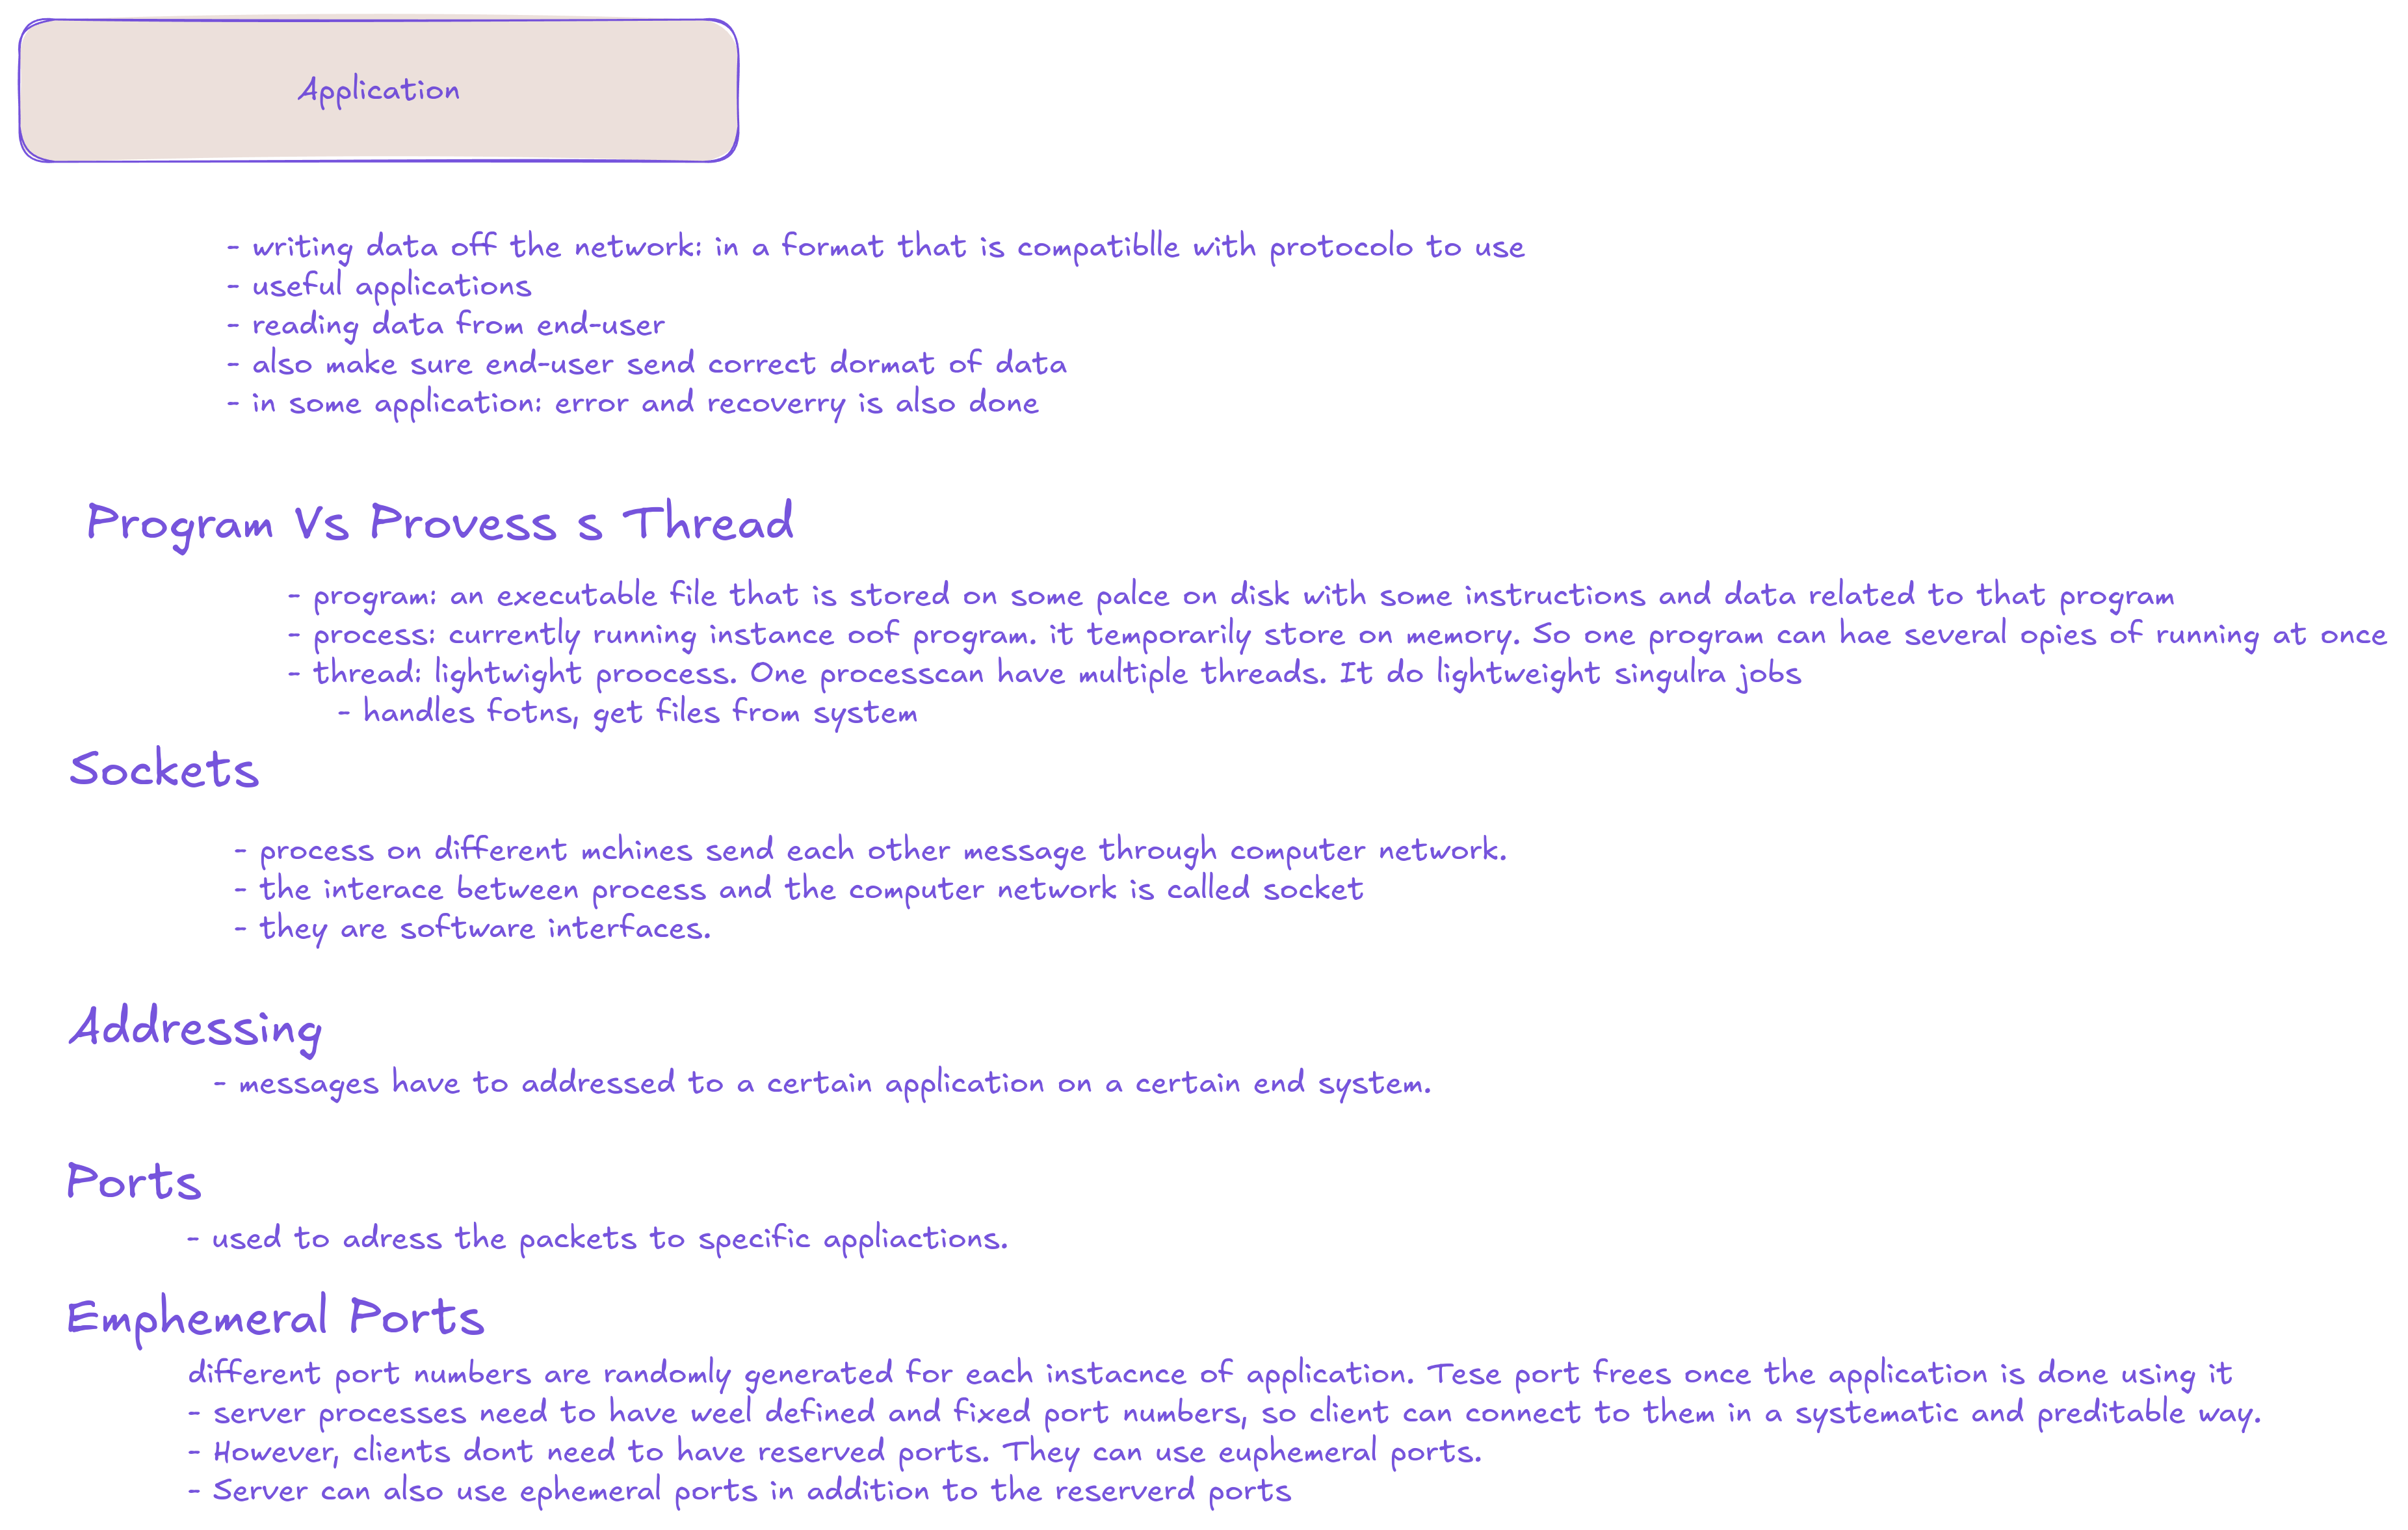 Application
- writing data off the network: in a format that is compatiblle with protocolo to use
- useful applications
- reading data from end-user
- also make sure end-user send correct dormat of data
- in some application: error and recoverry is also done
Program Vs Provess s Thread
- program: an executable file that is stored on some palce on disk with some instructions and data related to that program
- process: currently running instance oof program. it temporarily store on memory. So one program can hae several opies of running at once
- thread: lightwight proocess. One processcan have multiple threads. It do lightweight singulra jobs
- handles fotns, get files from system
Sockets
- process on different mchines send each other message through computer network.
- the interace between process and the computer network is called socket
- they are software interfaces.
Addressing
- messages have to addressed to a certain application on a certain end system.
Ports
- used to adress the packets to specific appliactions.
Emphemeral Ports
different port numbers are randomly generated for each instacnce of application. Tese port frees once the application is done using it
- server processes need to have weel defined and fixed port numbers, so client can connect to them in a systematic and preditable way.
- However, clients dont need to have reserved ports. They can use euphemeral ports.
- Server can also use ephemeral ports in addition to the reserverd ports